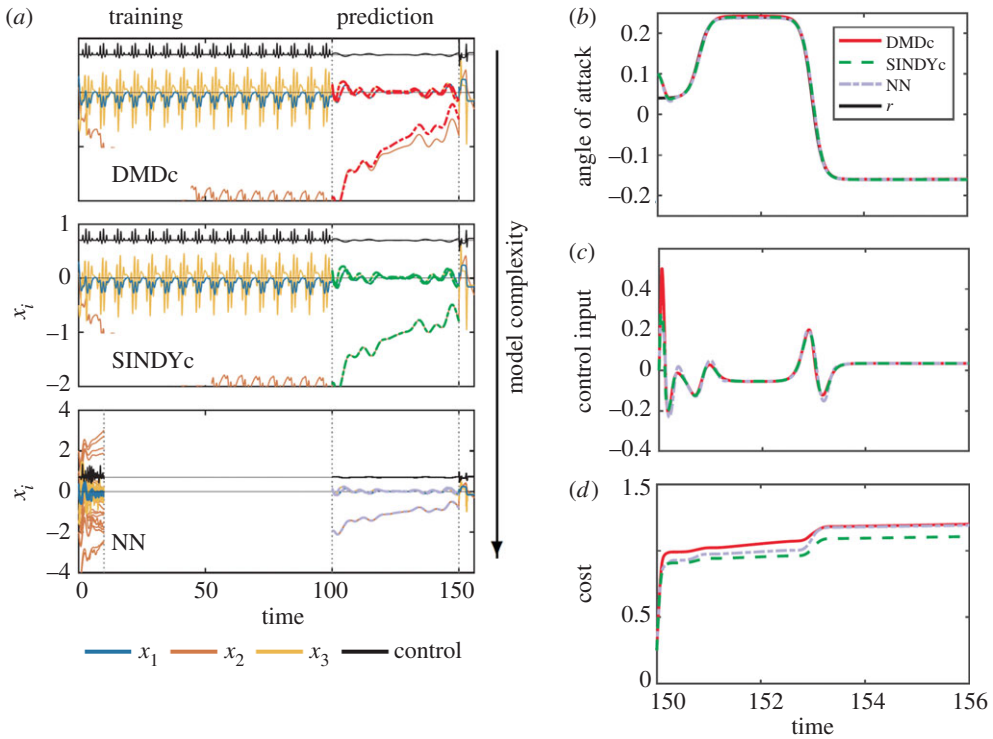 (a)
training
prediction
DMDc
1
0
–1
–2
x_i
SINDYc
4
2
0
–2
–4
x_i
NN
0
50
100
150
time
model complexity
x_1
x_2
x_3
control
(b)
0.2
0.1
0
–0.1
–0.2
angle of attack
DMDc
SINDYc
NN
r
(c)
0.4
0.2
0
–0.2
–0.4
control input
(d)
1.5
1.0
0.5
0
cost
150
152
154
156
time